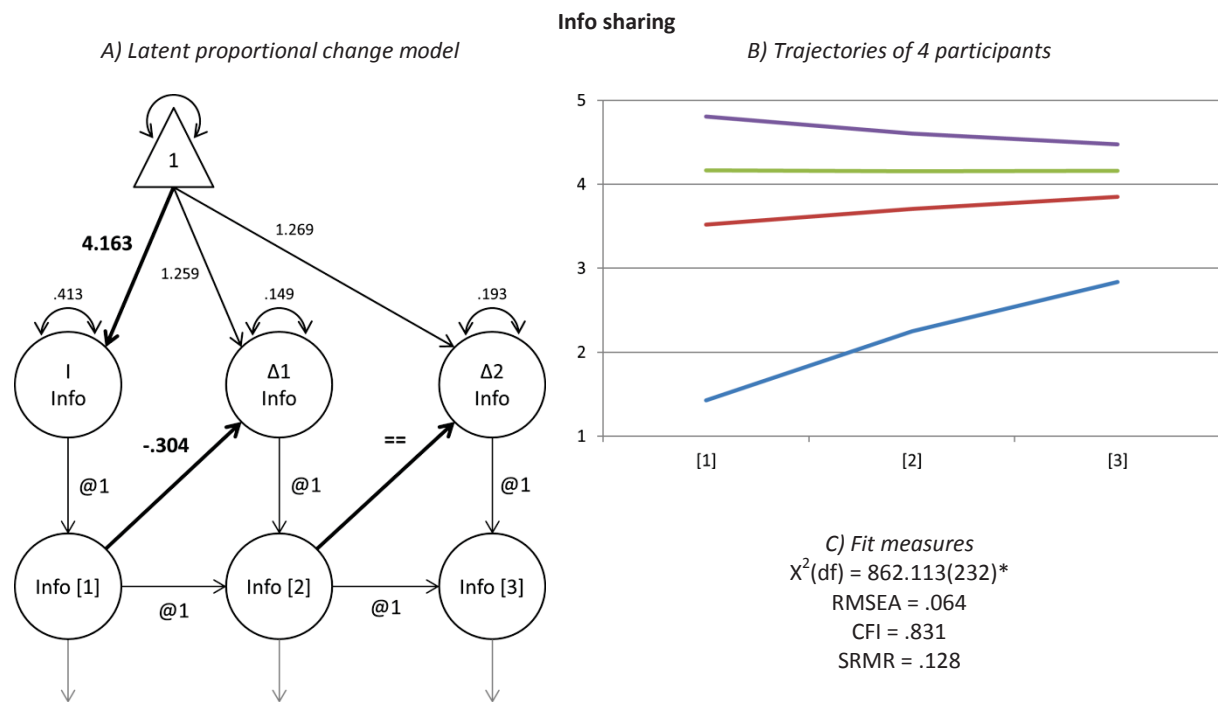 Info sharing
A) Latent proportional change model
1
4.163
1.259
1.269
.413
.149
.193
I
Info
Δ1
Info
Δ2
Info
-.304
==
@1
@1
@1
Info [1]
Info [2]
Info [3]
@1
@1
B) Trajectories of 4 participants
5
4
3
2
1
[1]
[2]
[3]
C) Fit measures
X²(df) = 862.113(232)*
RMSEA = .064
CFI = .831
SRMR = .128